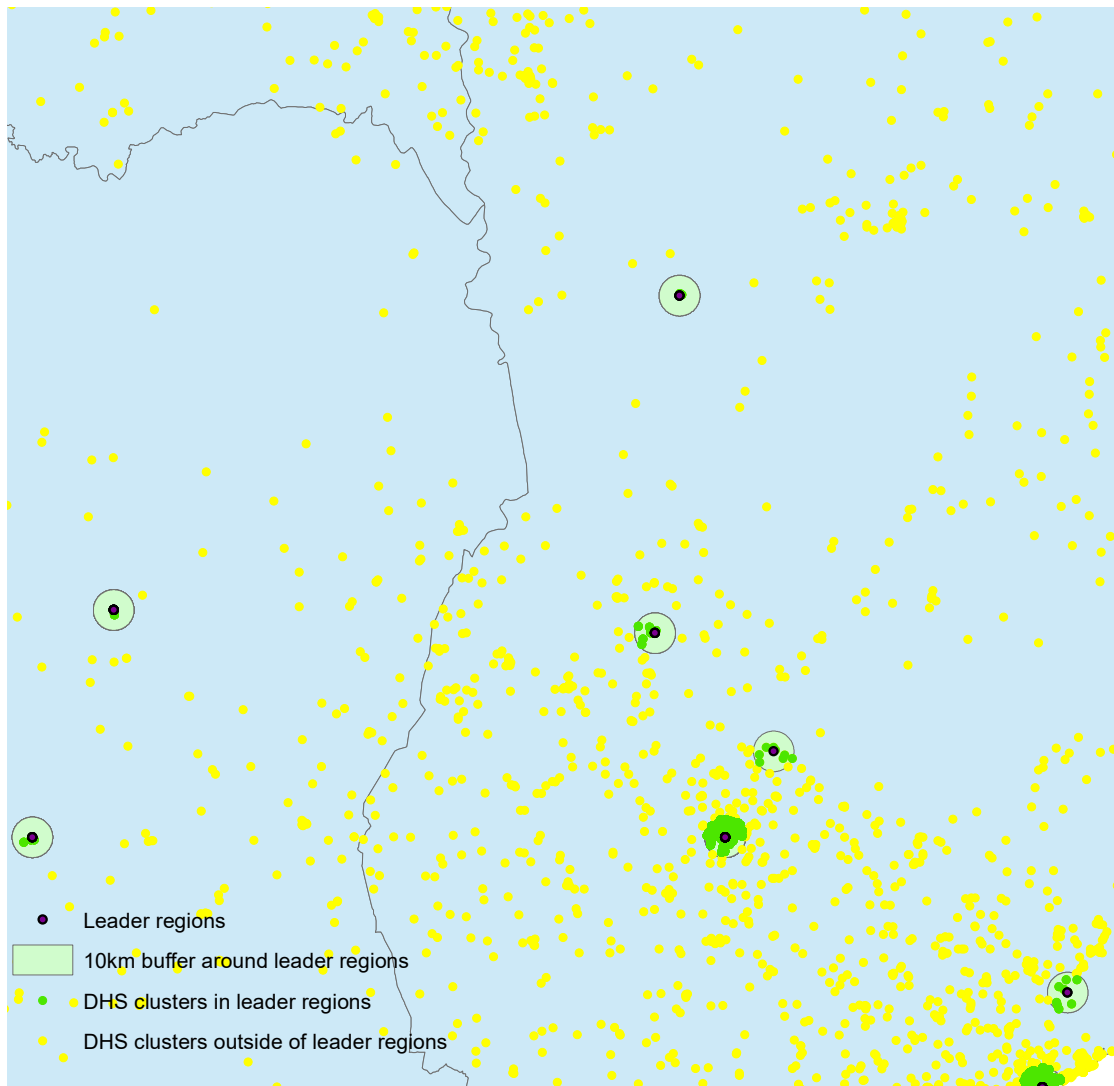 Leader regions
10km buffer around leader regions
DHS clusters in leader regions
DHS clusters outside of leader regions